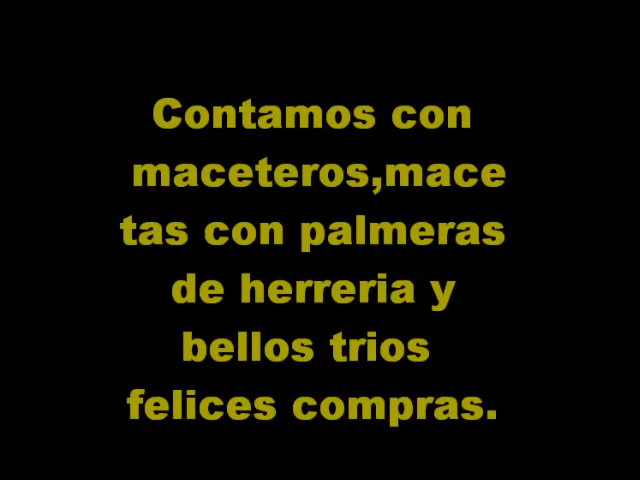 Contamos con
maceteros,mace
tas con palmeras
de herreria y
bellos trios
felices compras.